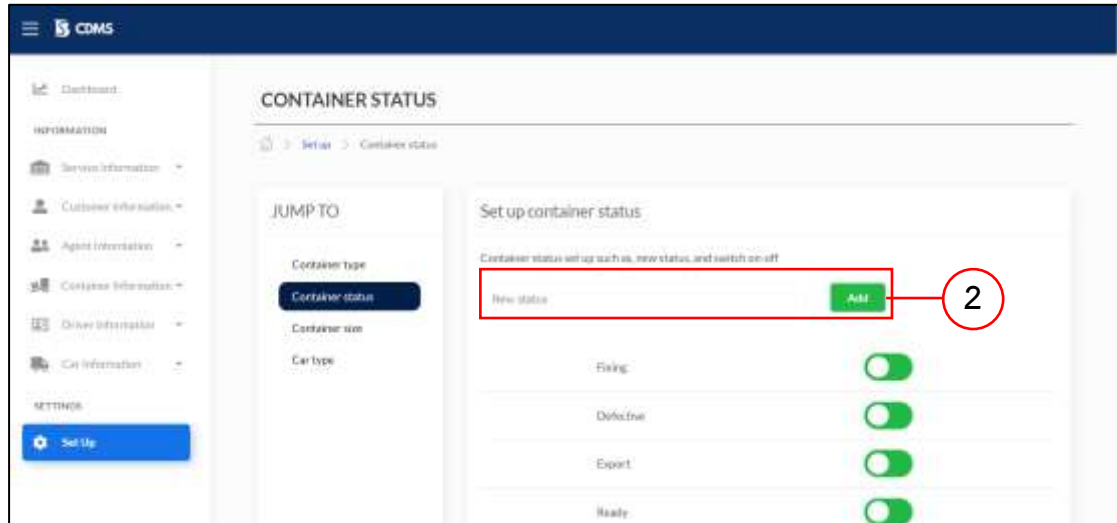 CDMS
Dashboard
INFORMATION
Service Information
Customer Information
Agent Information
Container Information
Driver Information
Car Information
SETTINGS
Set Up
CONTAINER STATUS
Set up > Container status
JUMP TO
Container type
Container status
Container size
Car type
Set up container status
Container status set up such as, new status, and switch on-off
New status
Add
2
Fixing
Defective
Export
Ready